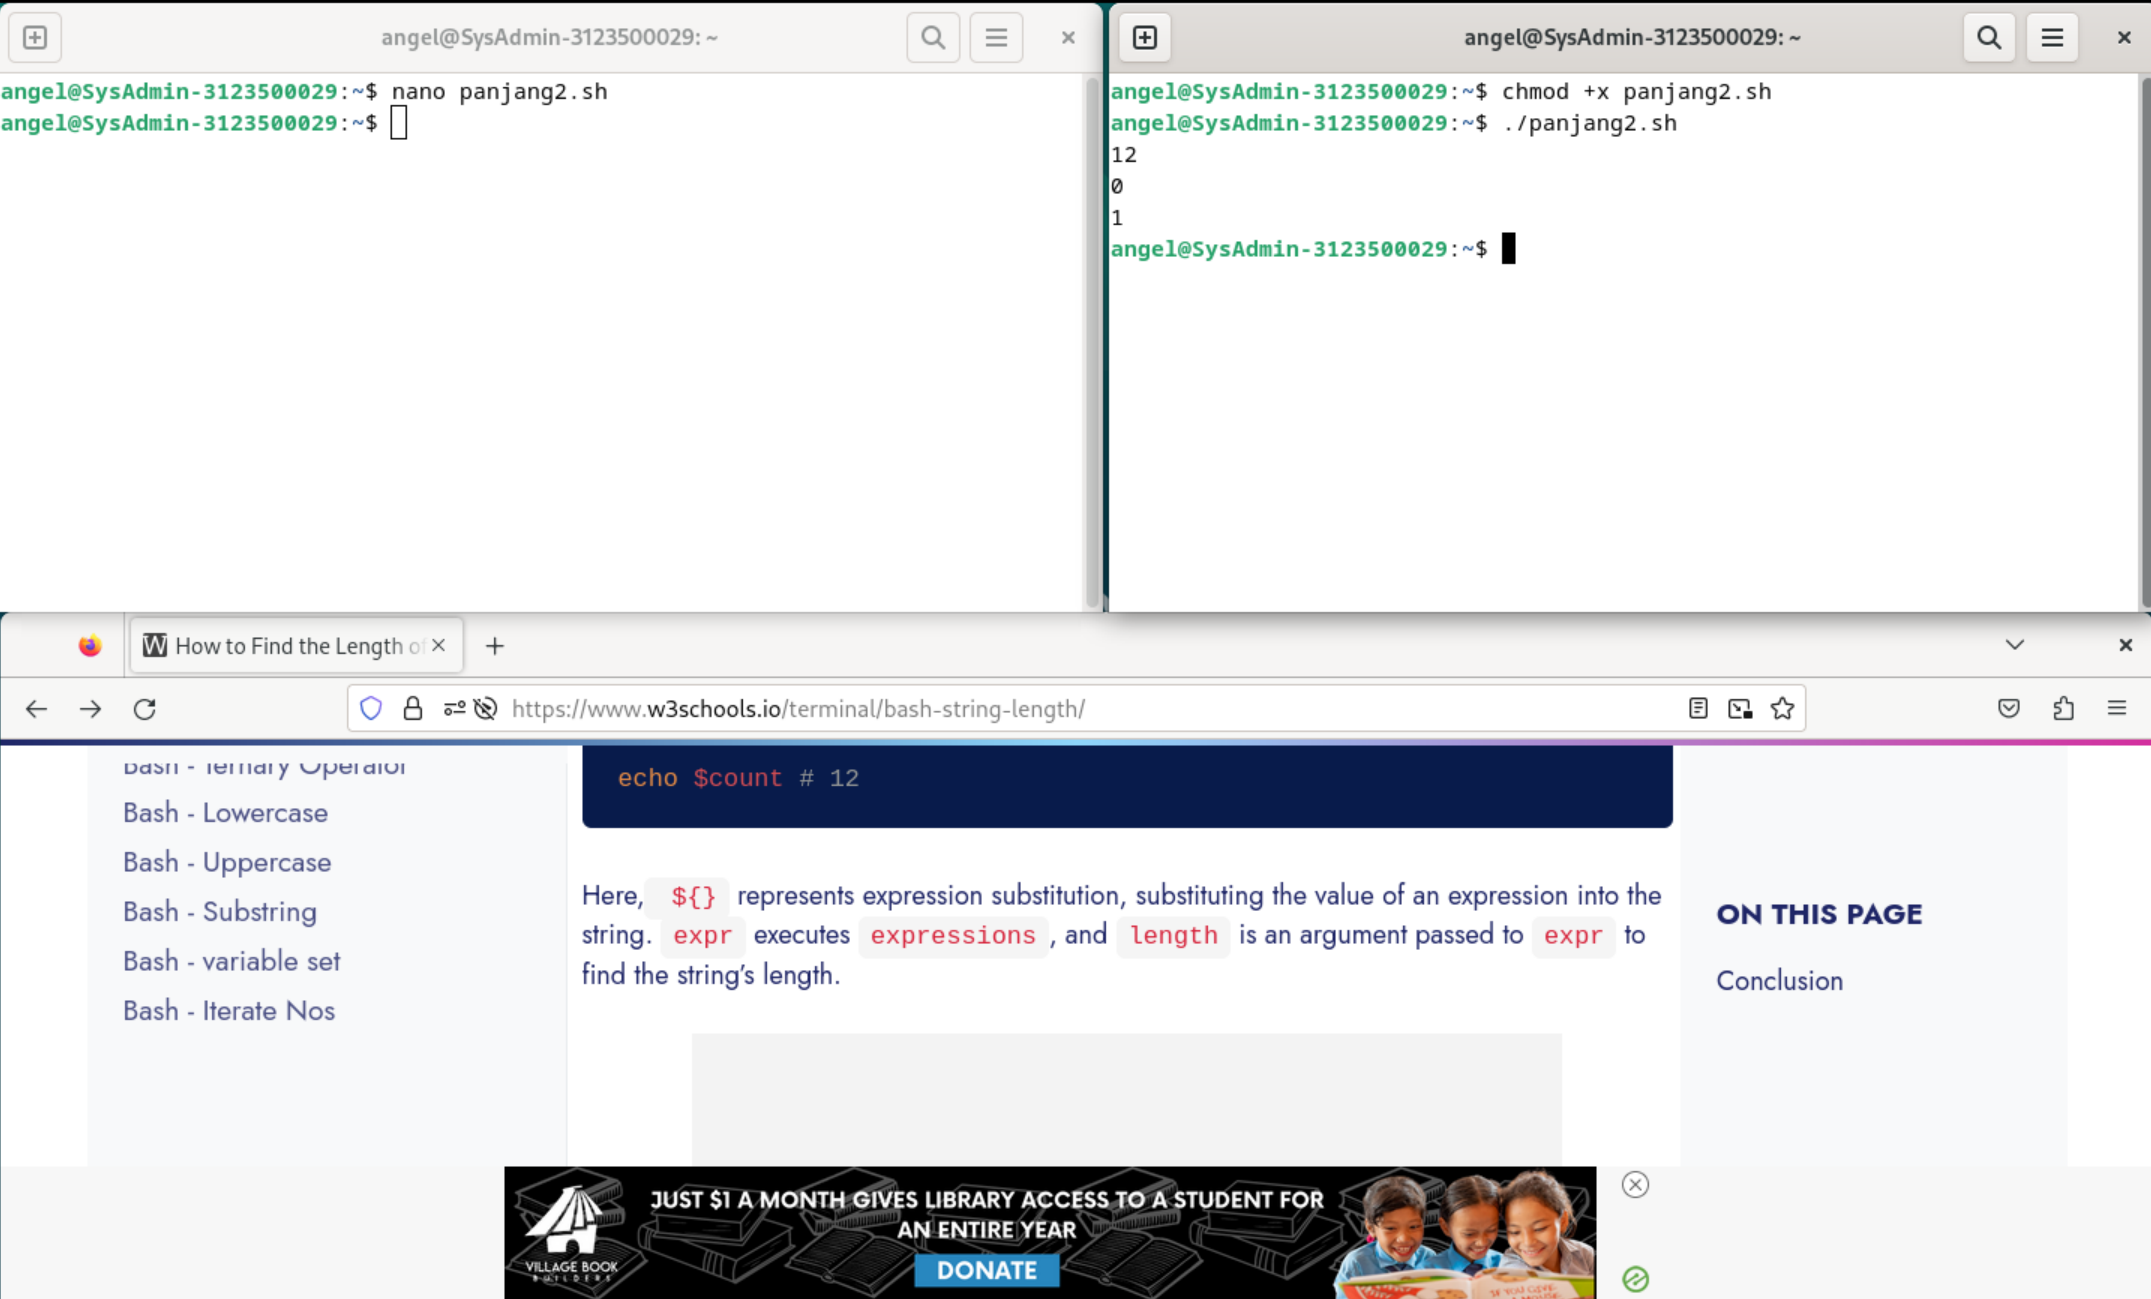 angel@SysAdmin-3123500029: ~
angel@SysAdmin-3123500029:~$ nano panjang2.sh
angel@SysAdmin-3123500029:~$
angel@SysAdmin-3123500029: ~
angel@SysAdmin-3123500029:~$ chmod +x panjang2.sh
angel@SysAdmin-3123500029:~$ ./panjang2.sh
12
0
1
angel@SysAdmin-3123500029:~$
W How to Find the Length of
https://www.w3schools.io/terminal/bash-string-length/
Bash - Ternary Operator
Bash - Lowercase
Bash - Uppercase
Bash - Substring
Bash - variable set
Bash - Iterate Nos
echo $count # 12
Here, ${} represents expression substitution, substituting the value of an expression into the
string. expr executes expressions , and length is an argument passed to expr to
find the string's length.
ON THIS PAGE
Conclusion
VILLAGE BOOK
BUILDERS
JUST $1 A MONTH GIVES LIBRARY ACCESS TO A STUDENT FOR
AN ENTIRE YEAR
DONATE
IF YOU GIVE